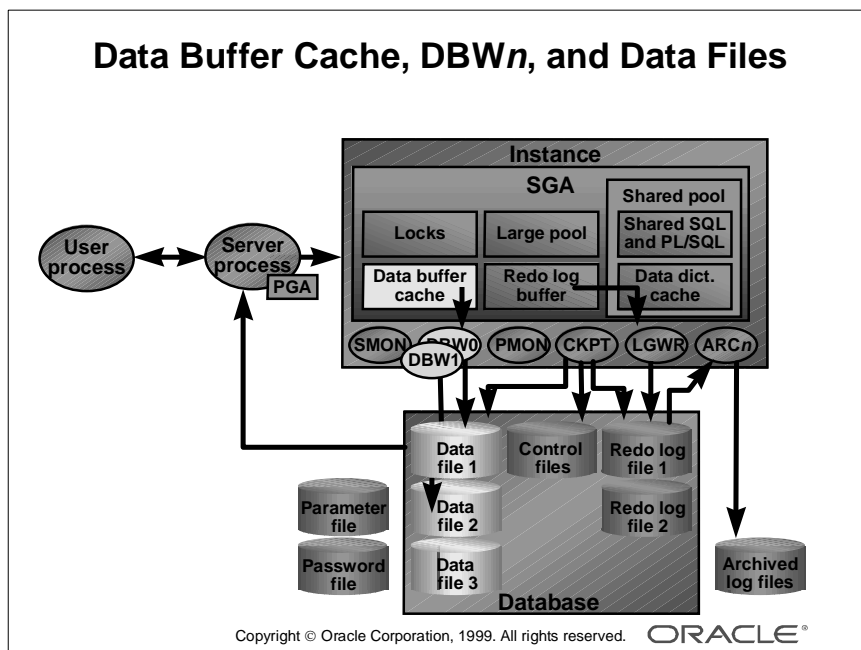 Data Buffer Cache, DBWn, and Data Files
Instance
SGA
Shared pool
User
process
Server
process
PGA
Locks
Large pool
Shared SQL
and PL/SQL
Data buffer
cache
Redo log
buffer
Data dict.
cache
SMON
DBW0
DBW1
PMON
CKPT
LGWR
ARCn
Data
file 1
Control
files
Redo log
file 1
Parameter
file
Data
file 2
Redo log
file 2
Password
file
Data
file 3
Archived
log files
Database
Copyright © Oracle Corporation, 1999. All rights reserved.
ORACLE®